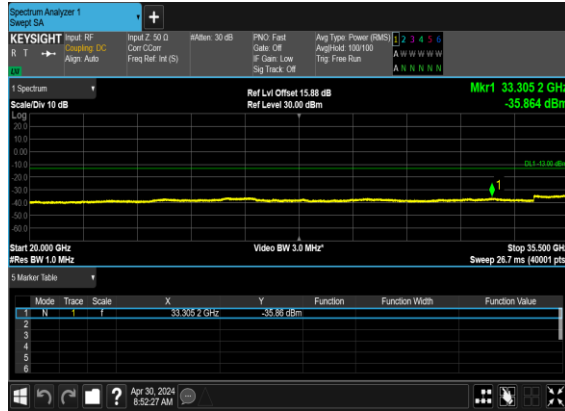 Spectrum Analyzer 1
Swept SA
KEYSIGHT Input: RF Input Z: 50 Ω #Atten: 30 dB PNO: Fast Avg Type: Power (RMS) 1 2 3 4 5 6
R T Coupling: DC Corr CCorr Gate: Off Avg|Hold: 100/100 A W W W W W
Align: Auto Freq Ref: Int (S) IF Gain: Low Trig: Free Run
Sig Track: Off A N N N N N
1 Spectrum Ref Lvl Offset 15.88 dB Mkr1 33.305 2 GHz
Scale/Div 10 dB Ref Level 30.00 dBm -35.864 dBm
Log
20.0
10.0
0.00
-10.0 DL1 -13.00 dBm
-20.0
-30.0 1
-40.0
-50.0
-60.0
Start 20.000 GHz Video BW 3.0 MHz* Stop 35.500 GHz
#Res BW 1.0 MHz Sweep 26.7 ms (40001 pts)
5 Marker Table
Mode Trace Scale X Y Function Function Width Function Value
1 N 1 f 33.305 2 GHz -35.86 dBm
2
3
4
5
6
? Apr 30, 2024
8:52:27 AM